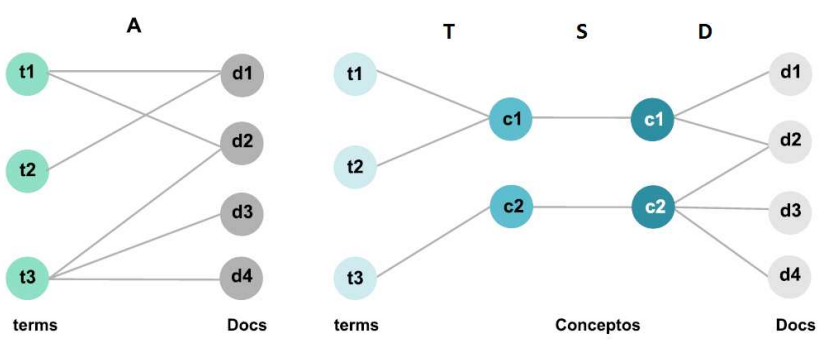 A
t1
t2
t3
d1
d2
d3
d4
terms
Docs
T
S
D
t1
t2
t3
c1
c2
c1
c2
d1
d2
d3
d4
terms
Conceptos
Docs